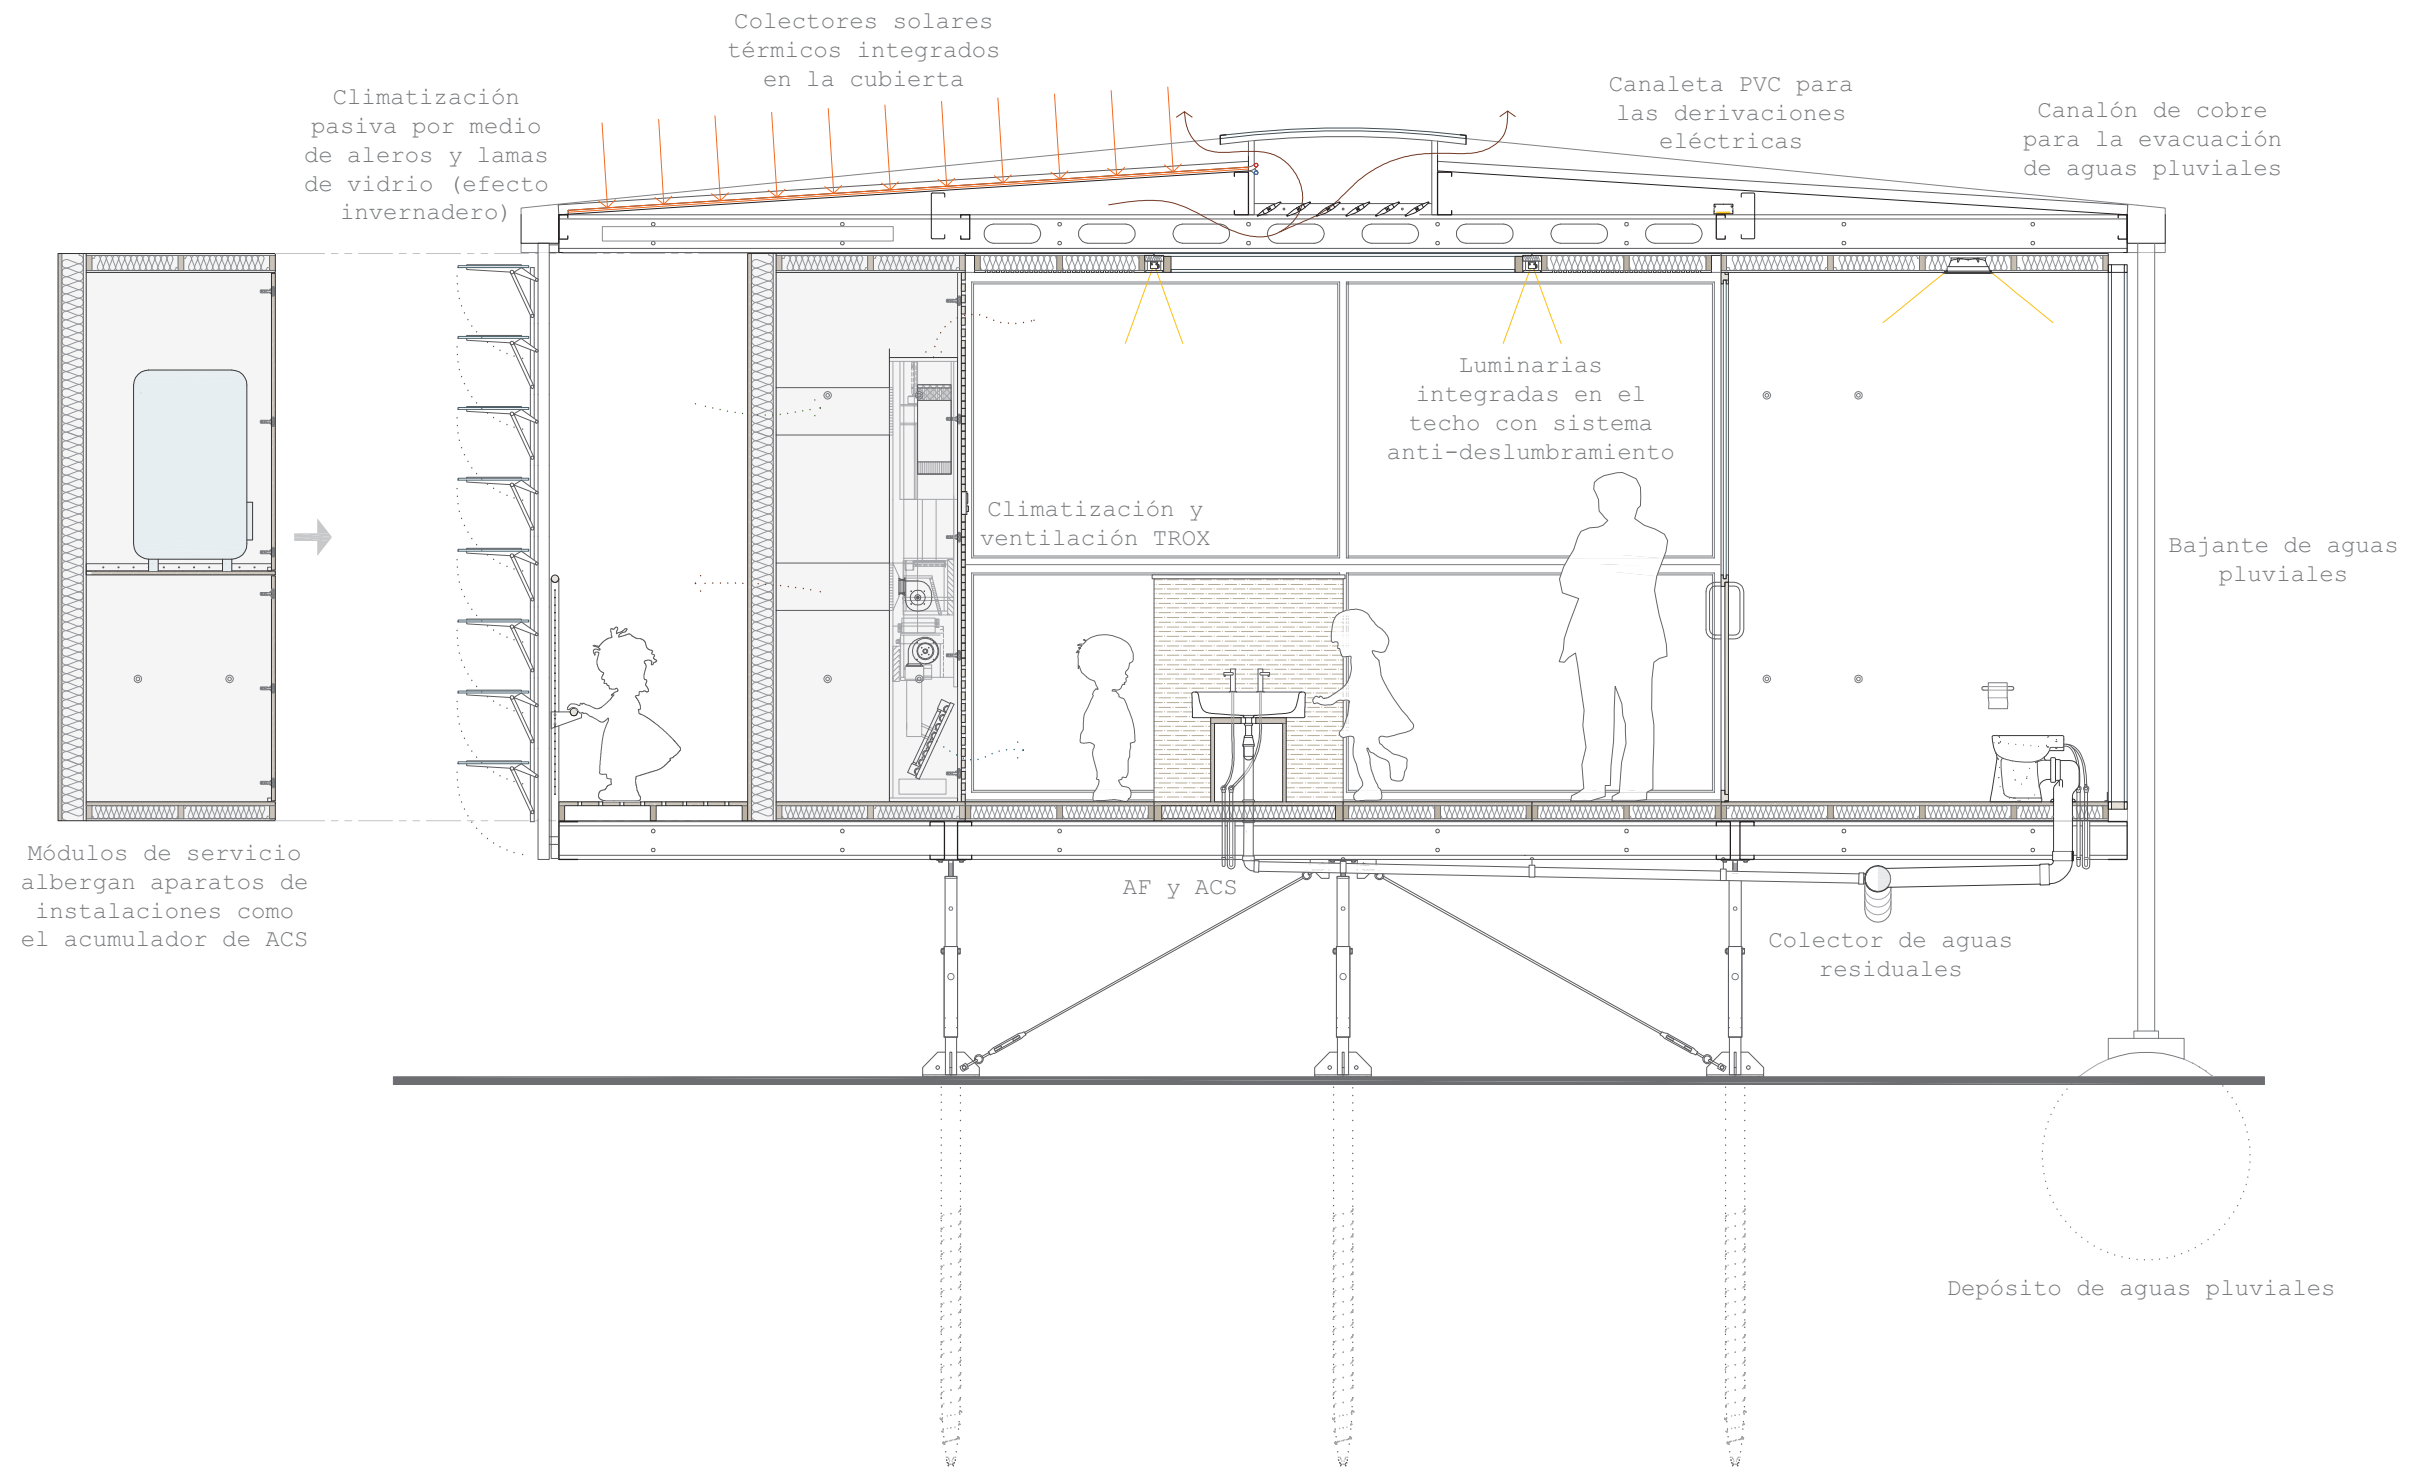 Colectores solares
térmicos integrados
en la cubierta
Climatización
pasiva por medio
de aleros y lamas
de vidrio (efecto
invernadero)
Canaleta PVC para
las derivaciones
eléctricas
Canalón de cobre
para la evacuación
de aguas pluviales
Luminarias
integradas en el
techo con sistema
anti-deslumbramiento
Climatización y
ventilación TROX
Bajante de aguas
pluviales
Módulos de servicio
albergan aparatos de
instalaciones como
el acumulador de ACS
AF y ACS
Colector de aguas
residuales
Depósito de aguas pluviales